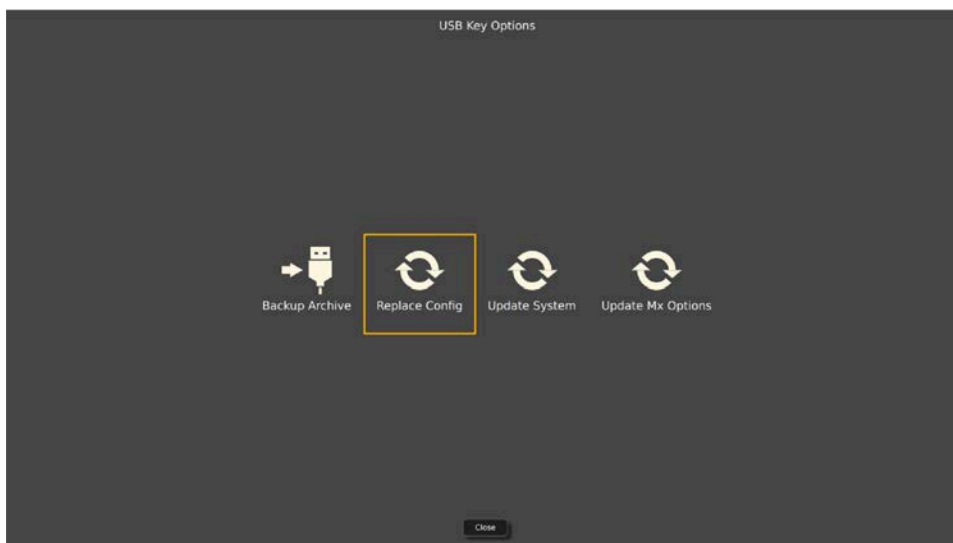 USB Key Options
Backup Archive
Replace Config
Update System
Update Mx Options
Close